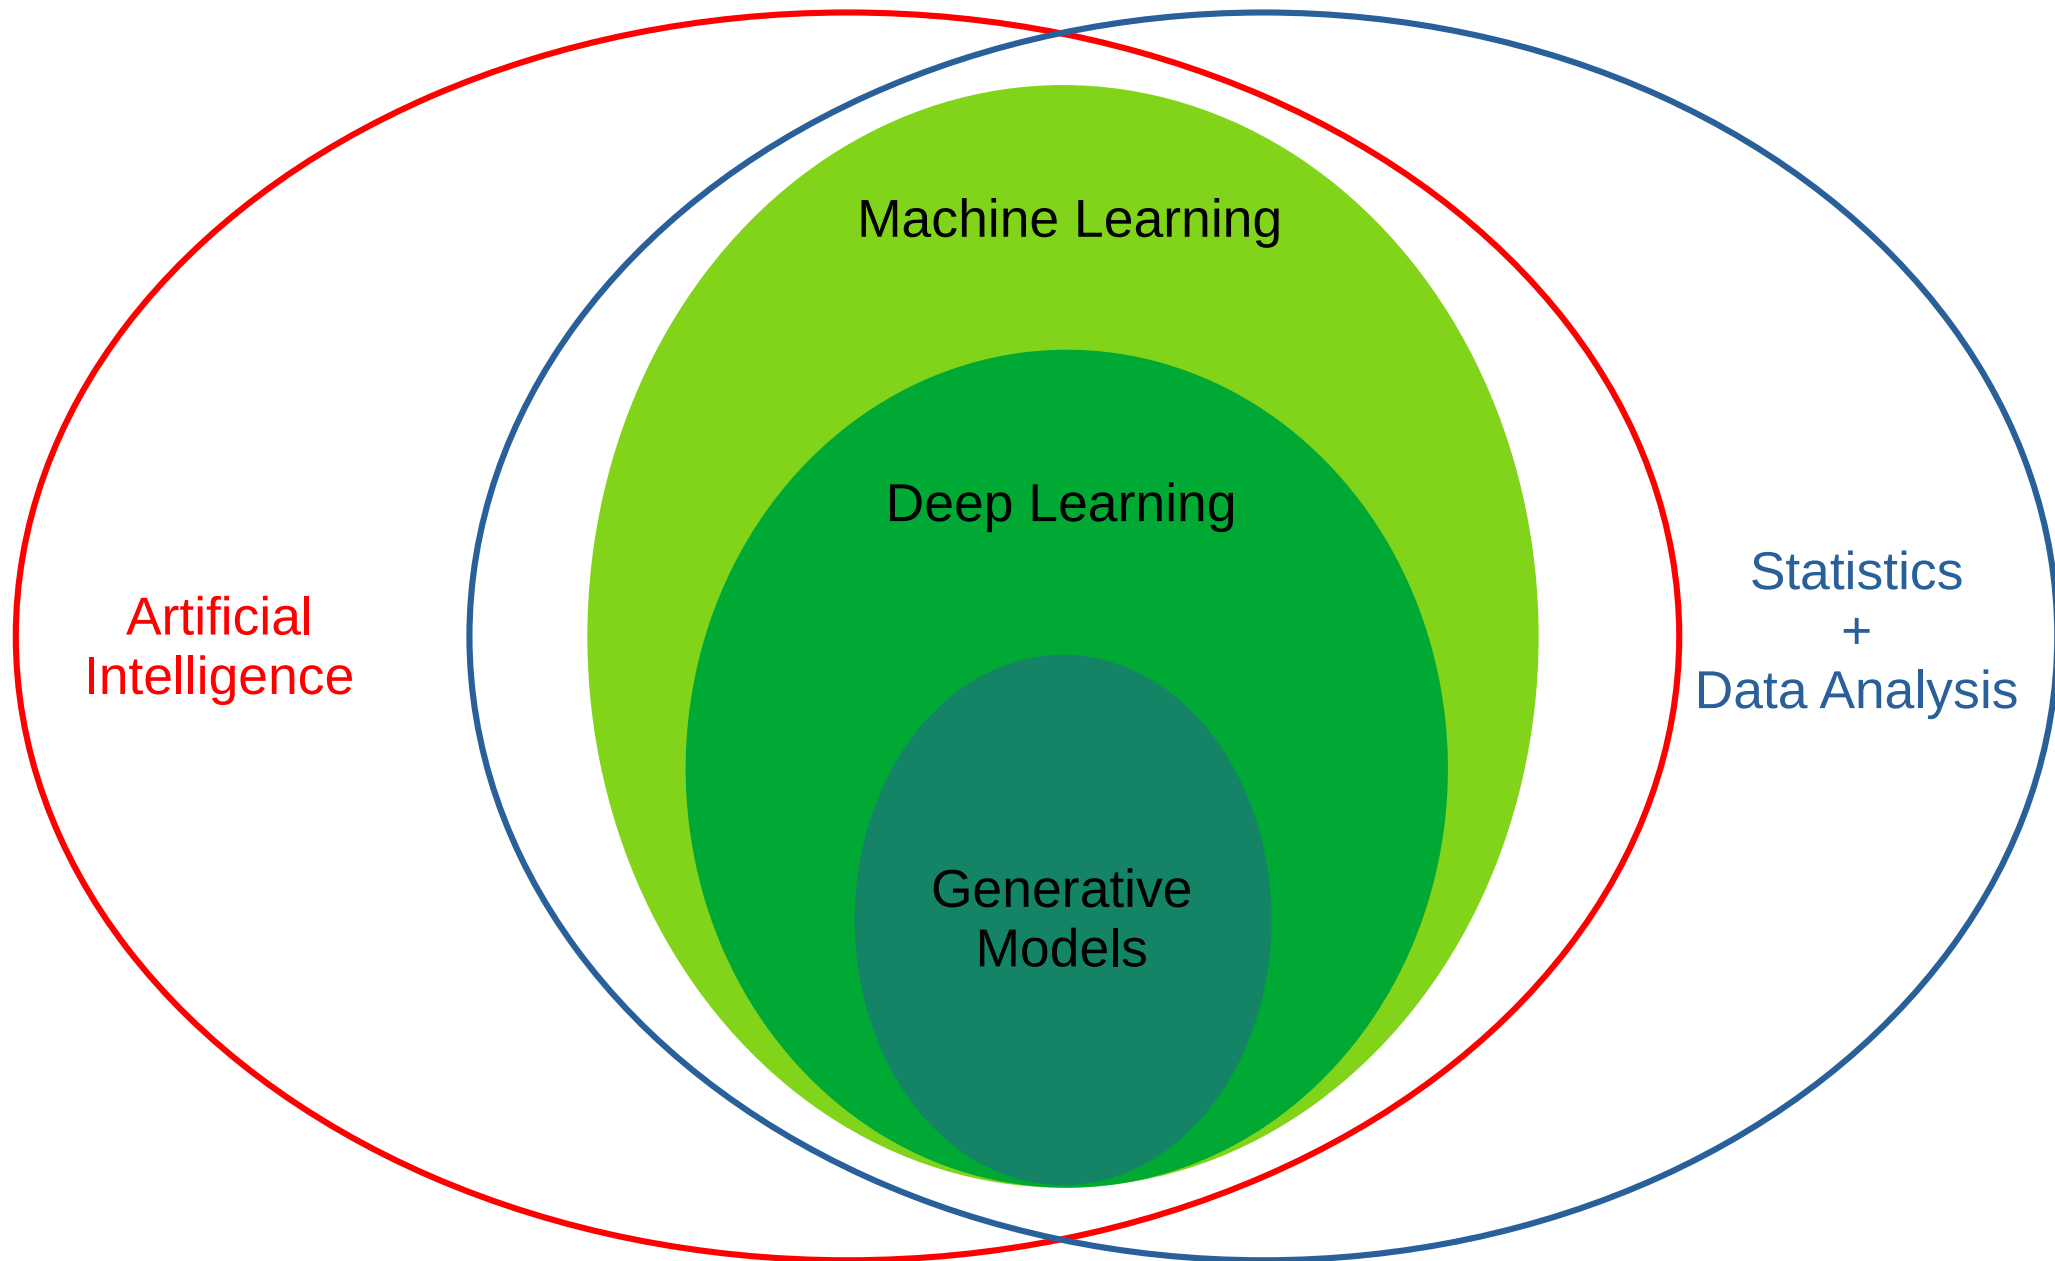 Machine Learning
Deep Learning
Artificial
Intelligence
Statistics
+
Data Analysis
Generative
Models